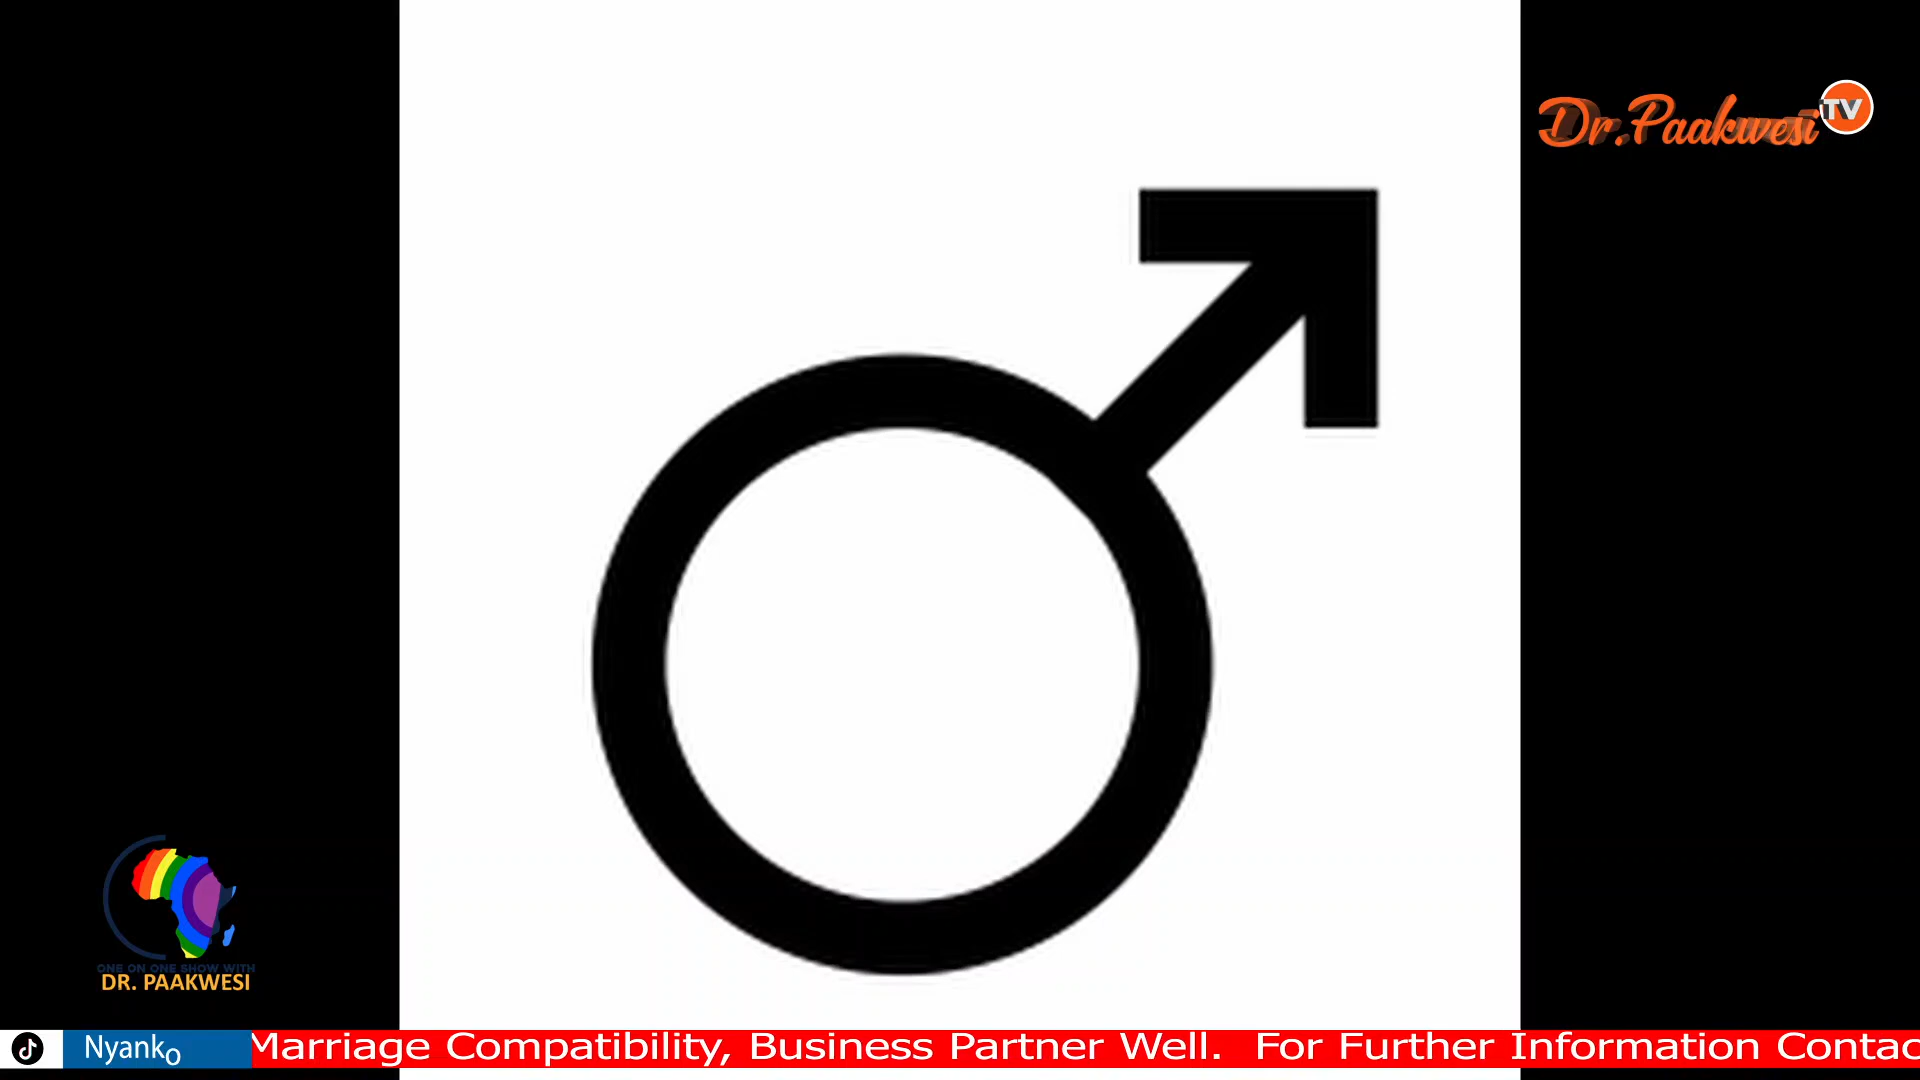 Dr.Paakwesi TV
ONE ON ONE SHOW WITH
DR. PAAKWESI
Nyanko
Marriage Compatibility, Business Partner Well. For Further Information Contac